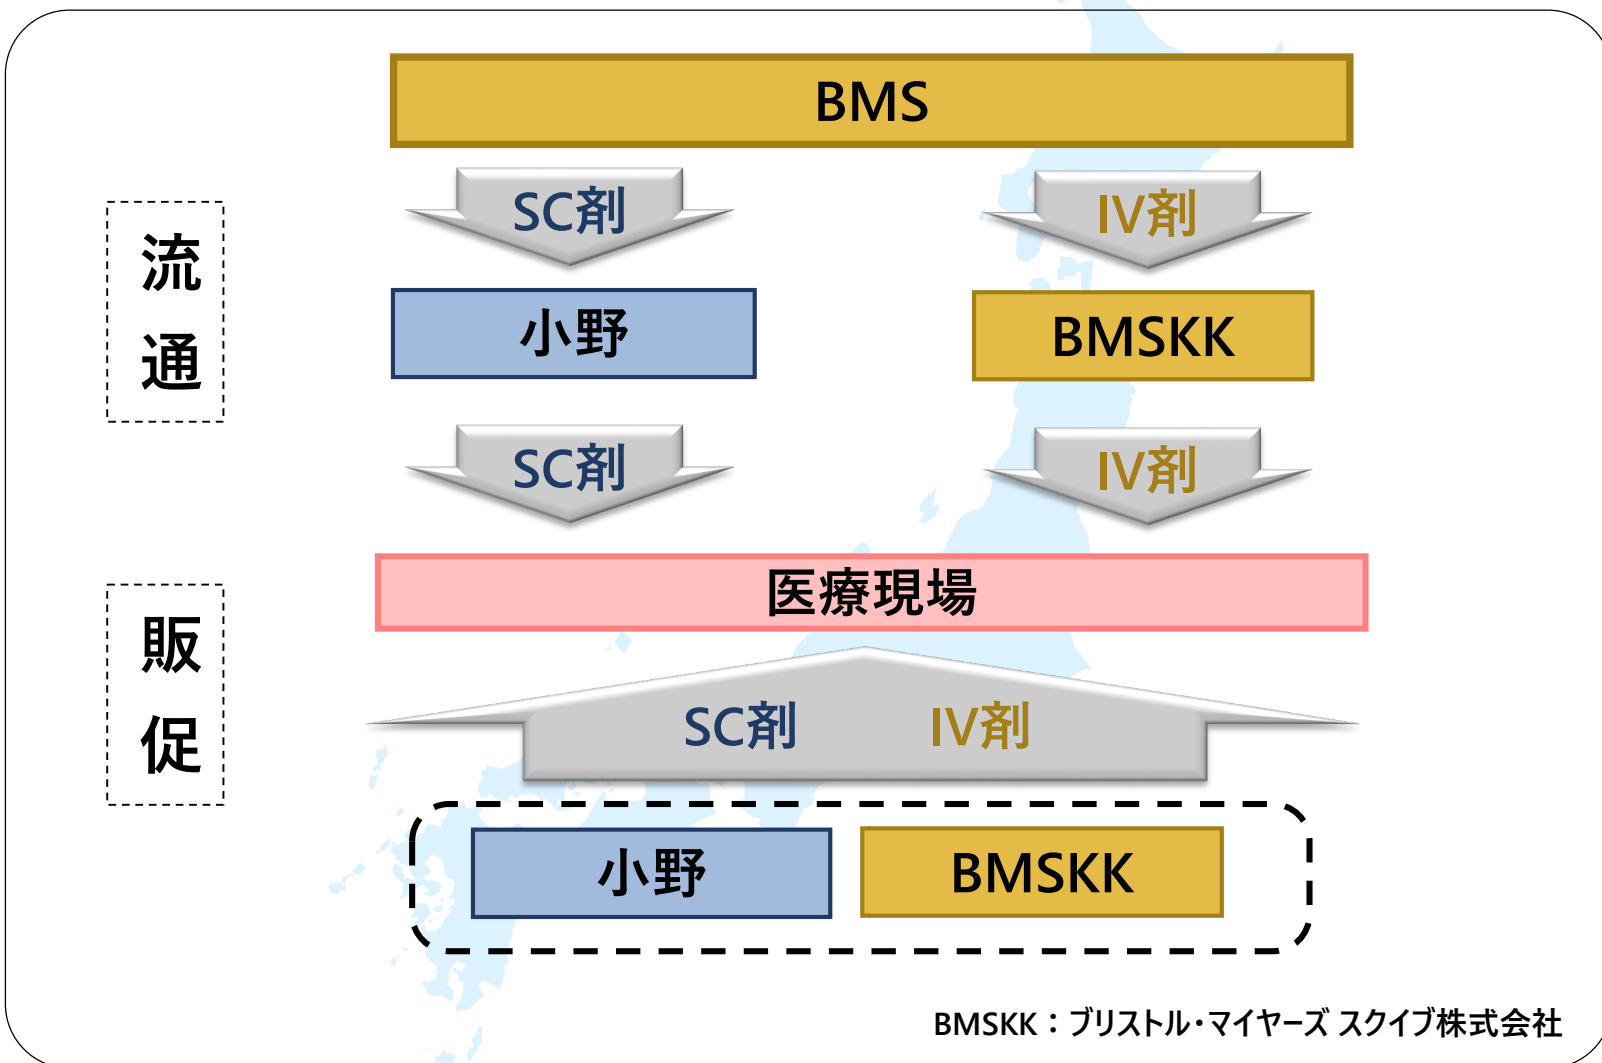 BMS
SC剤
IV剤
流通
小野
BMSKK
SC剤
IV剤
医療現場
販促
SC剤 IV剤
小野
BMSKK
BMSKK：ブリストル・マイヤーズ スクイブ株式会社